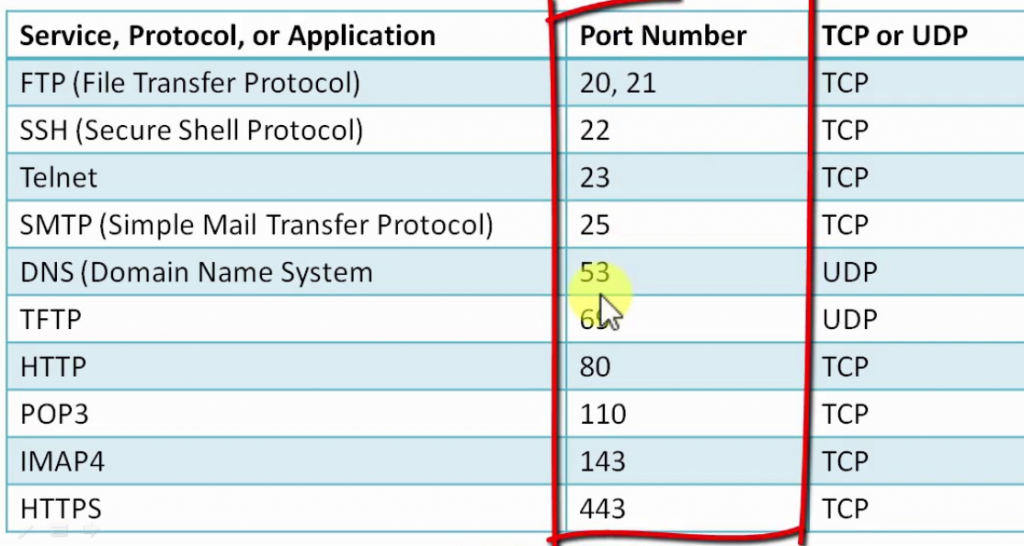 Service, Protocol, or Application Port Number TCP or UDP
FTP (File Transfer Protocol) 20, 21 TCP
SSH (Secure Shell Protocol) 22 TCP
Telnet 23 TCP
SMTP (Simple Mail Transfer Protocol) 25 TCP
DNS (Domain Name System 53 UDP
TFTP UDP
HTTP 80 TCP
POP3 110 TCP
IMAP4 143 TCP
HTTPS 443 TCP